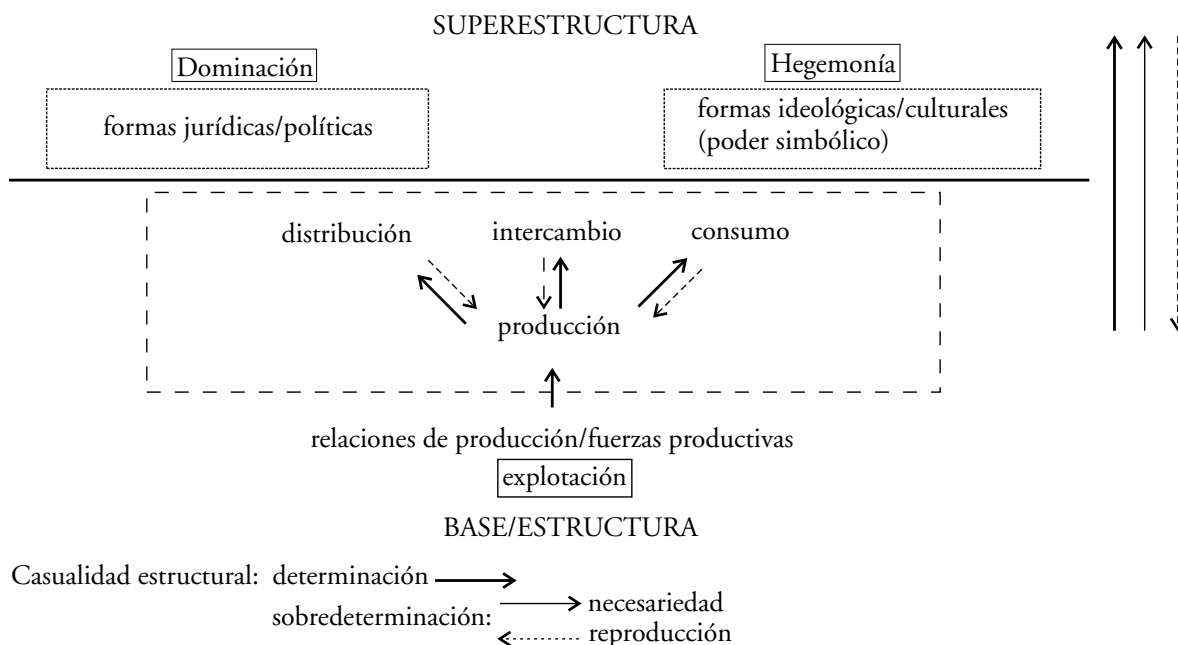 SUPERESTRUCTURA
Dominación
Hegemonía
formas jurídicas/políticas
formas ideológicas/culturales
(poder simbólico)
distribución
intercambio
consumo
producción
relaciones de producción/fuerzas productivas
explotación
BASE/ESTRUCTURA
Casualidad estructural: determinación
sobredeterminación: necesariedad
reproducción